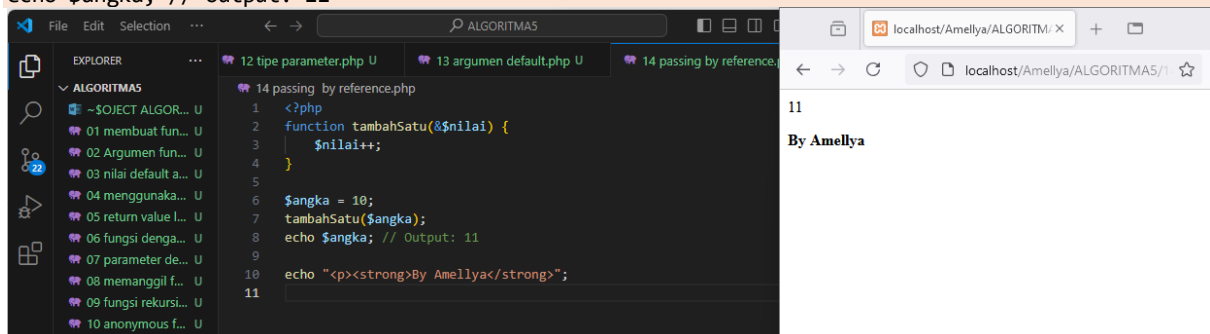 echo $angka; // Output: 11
File Edit Selection ...
ALGORITMA5
EXPLORER ...
ALGORITMA5
~$OJECT ALGOR... U
01 membuat fun... U
02 Argumen fun... U
03 nilai default a... U
04 menggunaka... U
05 return value l... U
06 fungsi denga... U
07 parameter de... U
08 memanggil f... U
09 fungsi rekursi... U
10 anonymous f... U
22
12 tipe parameter.php U
13 argumen default.php U
14 passing by reference.
14 passing by reference.php
1 <?php
2 function tambahSatu(&$nilai) {
3 $nilai++;
4 }
5
6 $angka = 10;
7 tambahSatu($angka);
8 echo $angka; // Output: 11
9
10 echo "<p><strong>By Amellya</strong>";
11
localhost/Amellya/ALGORITM
localhost/Amellya/ALGORITMA5/1
11
By Amellya